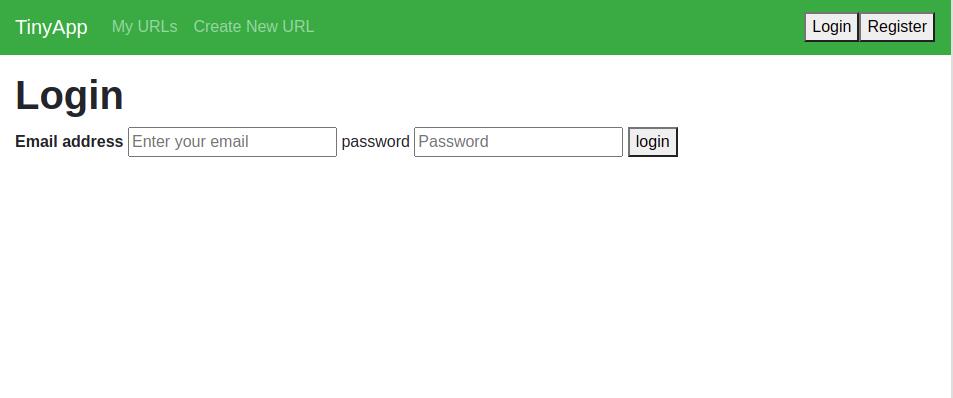 TinyApp My URLs Create New URL Login Register
Login
Email address Enter your email password Password login